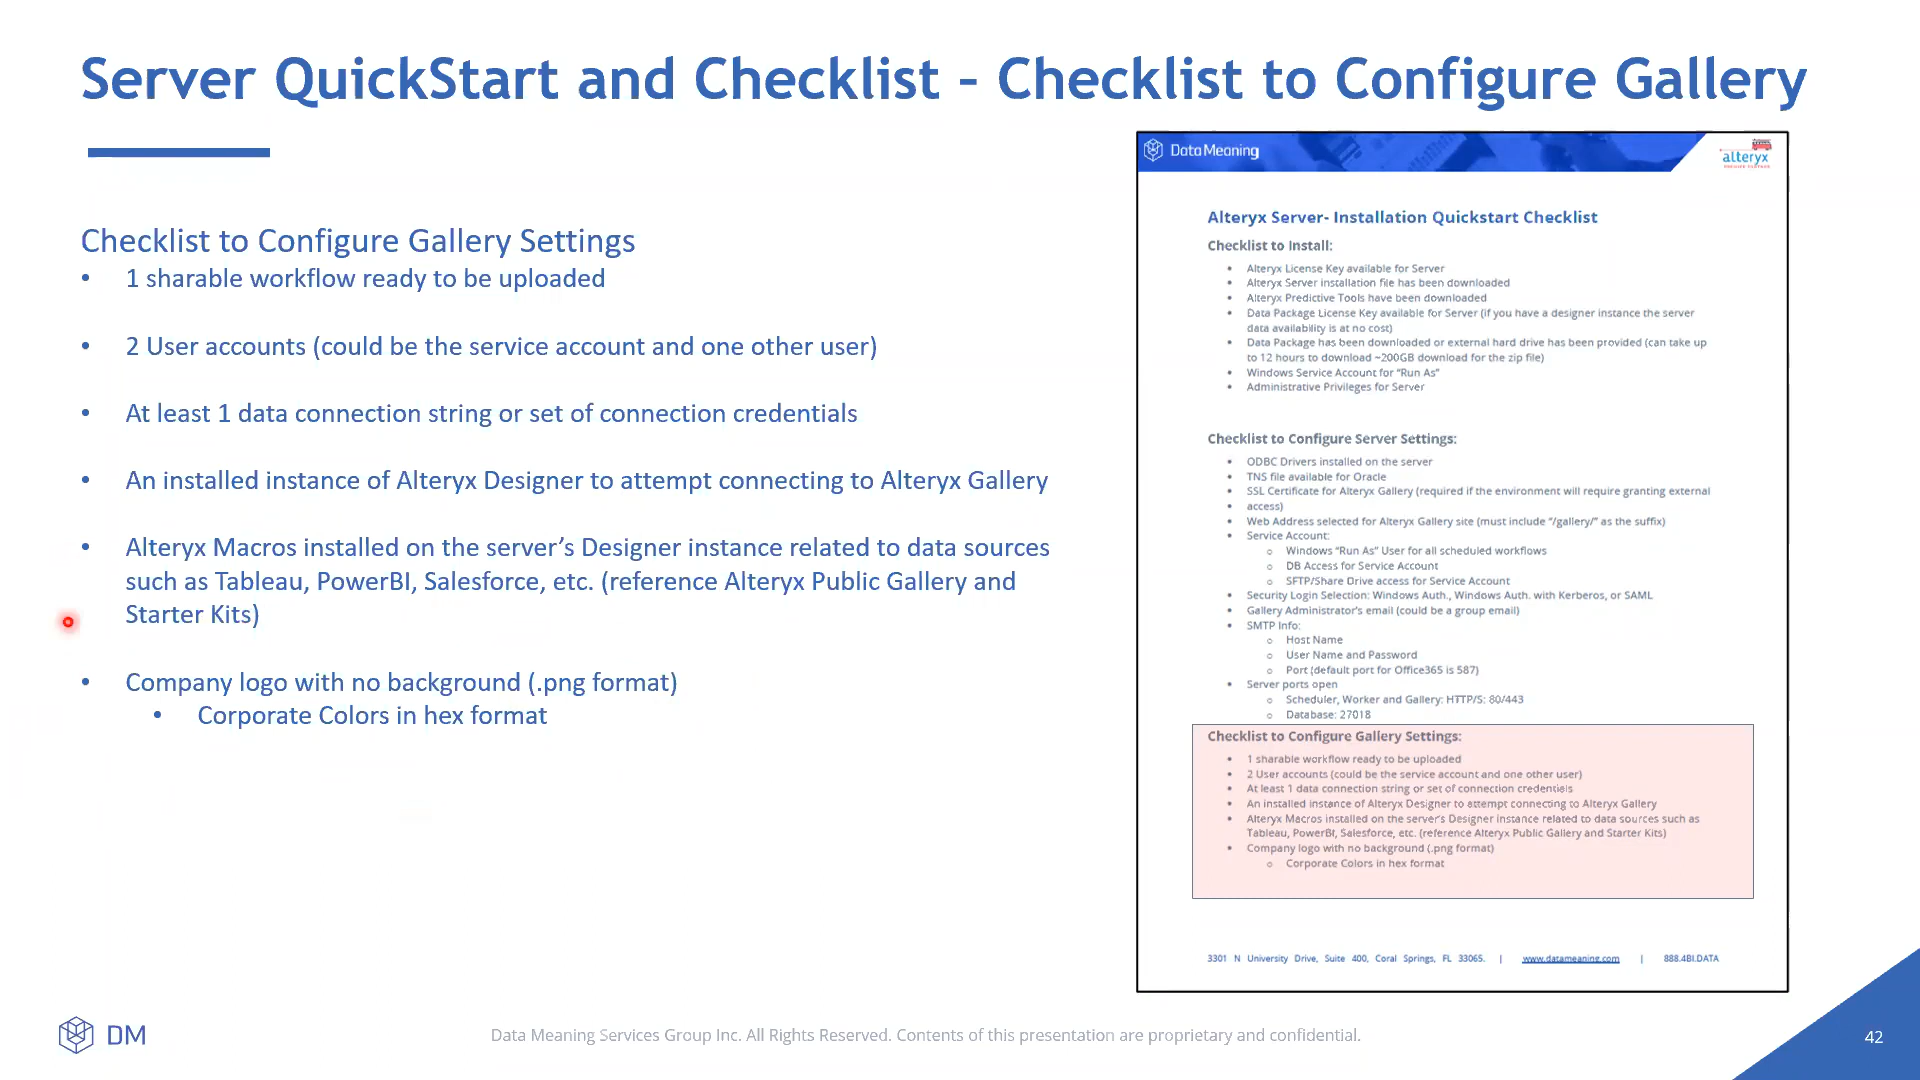 Server QuickStart and Checklist – Checklist to Configure Gallery
Checklist to Configure Gallery Settings
• 1 sharable workflow ready to be uploaded
• 2 User accounts (could be the service account and one other user)
• At least 1 data connection string or set of connection credentials
• An installed instance of Alteryx Designer to attempt connecting to Alteryx Gallery
• Alteryx Macros installed on the server’s Designer instance related to data sources
such as Tableau, PowerBI, Salesforce, etc. (reference Alteryx Public Gallery and
Starter Kits)
• Company logo with no background (.png format)
• Corporate Colors in hex format
Data Meaning
alteryx
Alteryx Server- Installation Quickstart Checklist
Checklist to Install:
• Alteryx License Key available for Server
• Alteryx Server installation file has been downloaded
• Alteryx Predictive Tools have been downloaded
• Data Package License Key available for Server (if you have a designer instance the server
data availability is at no cost)
• Data Package has been downloaded or external hard drive has been provided (can take up
to 12 hours to download ~200GB download for the zip file)
• Windows Service Account for “Run As”
• Administrative Privileges for Server
Checklist to Configure Server Settings:
• ODBC Drivers installed on the server
• TNS file available for Oracle
• SSL Certificate for Alteryx Gallery (required if the environment will require granting external
• access)
• Web Address selected for Alteryx Gallery site (must include “/gallery/” as the suffix)
• Service Account:
o Windows “Run As” User for all scheduled workflows
o DB Access for Service Account
o SFTP/Share Drive access for Service Account
• Security Login Selection: Windows Auth., Windows Auth. with Kerberos, or SAML
• Gallery Administrator’s email (could be a group email)
• SMTP Info:
o Host Name
o User Name and Password
o Port (default port for Office365 is 587)
• Server ports open
o Scheduler, Worker and Gallery: HTTP/S: 80/443
o Database: 27018
Checklist to Configure Gallery Settings:
• 1 sharable workflow ready to be uploaded
• 2 User accounts (could be the service account and one other user)
• At least 1 data connection string or set of connection credentials
• An installed instance of Alteryx Designer to attempt connecting to Alteryx Gallery
• Alteryx Macros installed on the server’s Designer instance related to data sources such as
Tableau, PowerBI, Salesforce, etc. (reference Alteryx Public Gallery and Starter Kits)
• Company logo with no background (.png format)
o Corporate Colors in hex format
3301 N University Drive, Suite 400, Coral Springs, FL 33065. | www.datameaning.com | 888.4BI.DATA
DM
Data Meaning Services Group Inc. All Rights Reserved. Contents of this presentation are proprietary and confidential.
42